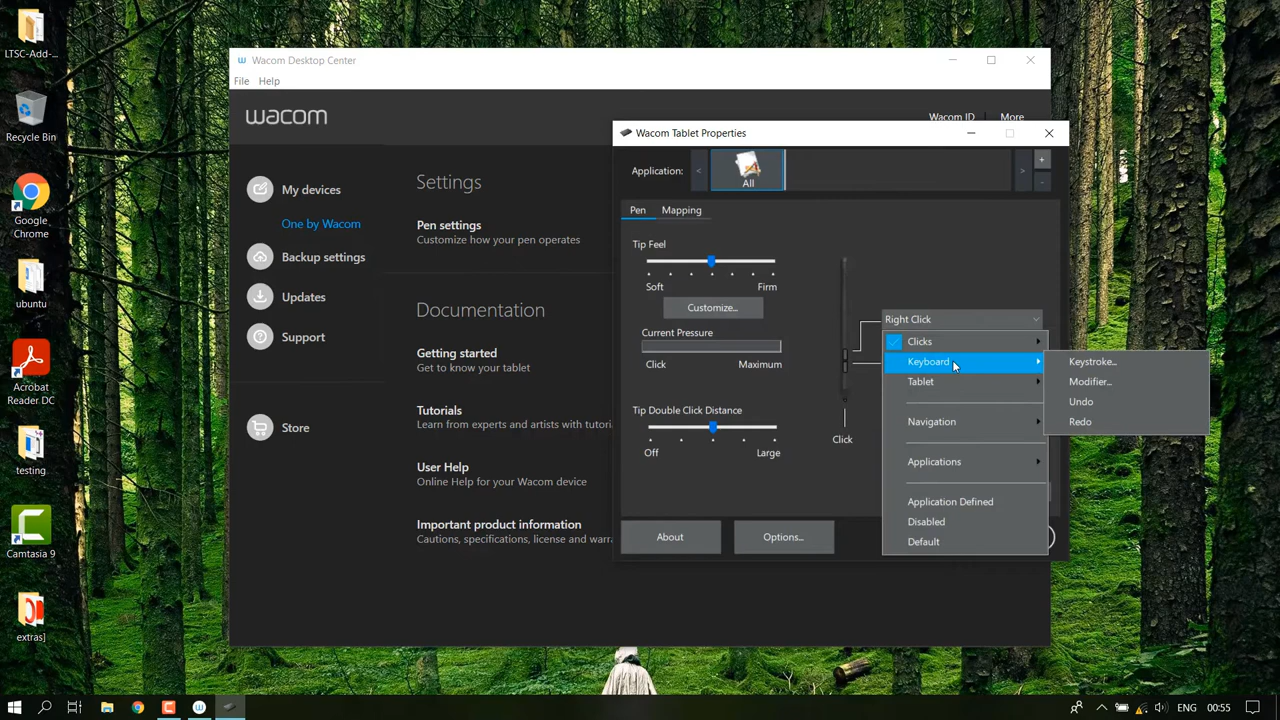 LTSC-Add-...
Recycle Bin
Google
Chrome
ubuntu
Acrobat
Reader DC
testing
Camtasia 9
extras]
Wacom Desktop Center
File Help
wacom
Wacom ID More
My devices
One by Wacom
Backup settings
Updates
Support
Store
Settings
Pen settings
Customize how your pen operates
Documentation
Getting started
Get to know your tablet
Tutorials
Learn from experts and artists with tutori
User Help
Online Help for your Wacom device
Important product information
Cautions, specifications, license and warra
Wacom Tablet Properties
Application: < All > +
-
Pen Mapping
Tip Feel
Soft Firm
Customize...
Current Pressure
Click Maximum
Tip Double Click Distance
Off Large
Click
Right Click
Clicks
Keyboard
Tablet
Navigation
Applications
Application Defined
Disabled
Default
Keystroke...
Modifier...
Undo
Redo
About Options...
ENG 00:55